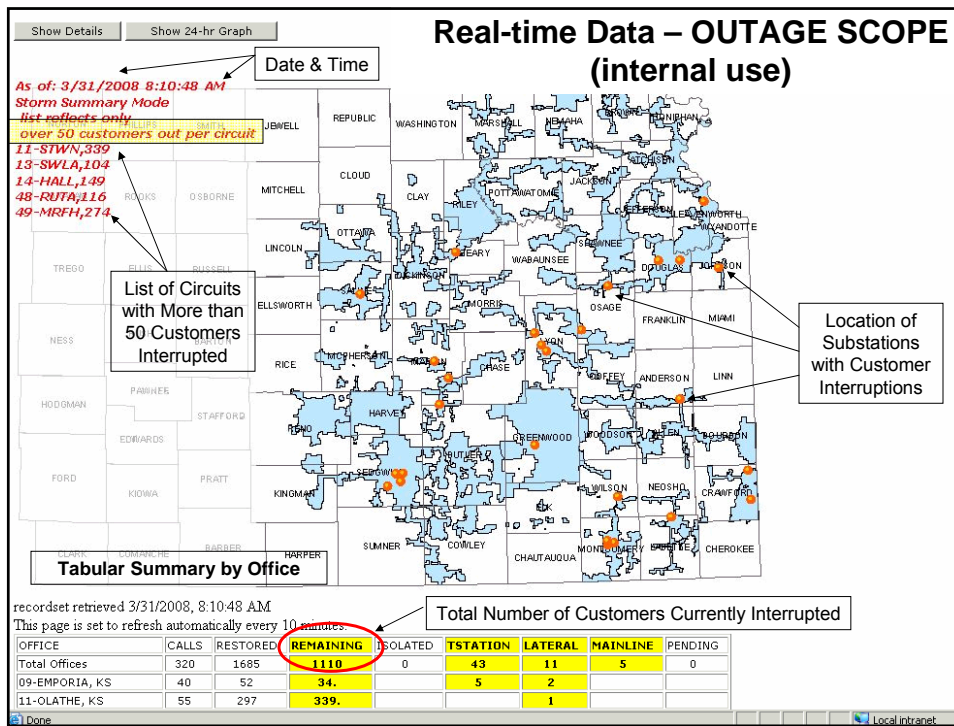 Show Details
Show 24-hr Graph
Real-time Data – OUTAGE SCOPE
(internal use)
Date & Time
As of: 3/31/2008 8:10:48 AM
Storm Summary Mode
list reflects only
over 50 customers out per circuit
11-STWN,339
13-SWLA,104
14-HALL,149
48-RUTA,116
49-MRFH,274
List of Circuits
with More than
50 Customers
Interrupted
Location of
Substations
with Customer
Interruptions
PHILLIPS
SMITH
JEWELL
REPUBLIC
WASHINGTON
MARSHALL
NEMAHA
BROWN
DONIPHAN
ROOKS
OSBORNE
MITCHELL
CLOUD
CLAY
RILEY
POTTAWATOMIE
JACKSON
ATCHISON
JEFFERSON
LEAVENWORTH
WYANDOTTE
TREGO
ELLIS
RUSSELL
LINCOLN
OTTAWA
DICKINSON
GEARY
WABAUNSEE
SHAWNEE
DOUGLAS
JOHNSON
ELLSWORTH
SALINE
MORRIS
OSAGE
FRANKLIN
MIAMI
NESS
BARTON
RICE
MCPHERSON
MARION
CHASE
LYON
COFFEY
ANDERSON
LINN
HODGMAN
PAWNEE
STAFFORD
RENO
HARVEY
GREENWOOD
WOODSON
ALLEN
BOURBON
EDWARDS
FORD
KIOWA
PRATT
KINGMAN
SEDGWICK
BUTLER
ELK
WILSON
NEOSHO
CRAWFORD
CLARK
COMANCHE
BARBER
HARPER
SUMNER
COWLEY
CHAUTAUQUA
MONTGOMERY
LABETTE
CHEROKEE
Tabular Summary by Office
recordset retrieved 3/31/2008, 8:10:48 AM
This page is set to refresh automatically every 10 minutes.
Total Number of Customers Currently Interrupted
OFFICE CALLS RESTORED REMAINING ISOLATED TSTATION LATERAL MAINLINE PENDING
Total Offices 320 1685 1110 0 43 11 5 0
09-EMPORIA, KS 40 52 34. 5 2
11-OLATHE, KS 55 297 339. 1
Done
Local intranet